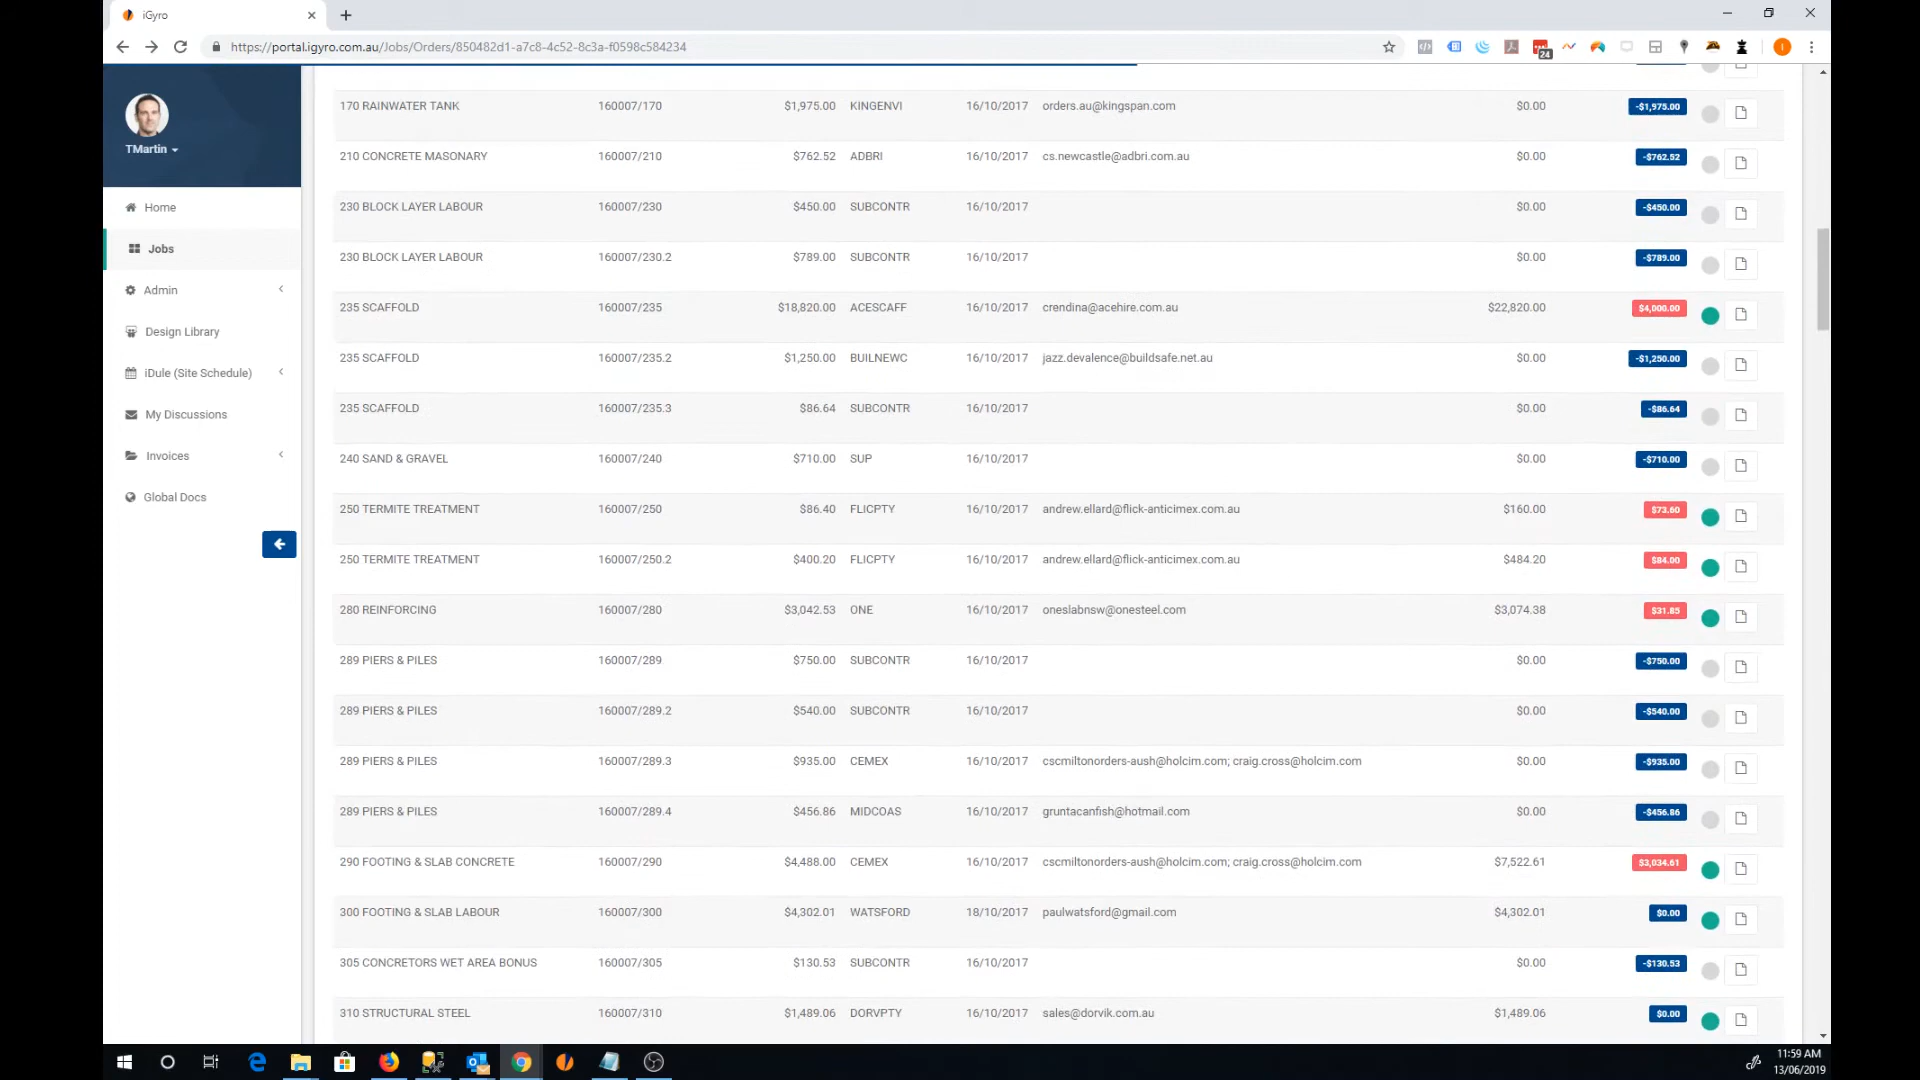 iGyro
https://portal.igyro.com.au/Jobs/Orders/850482d1-a7c8-4c52-8c3a-f0598c584234
24
TMartin
Home
Jobs
Admin
Design Library
iDule (Site Schedule)
My Discussions
Invoices
Global Docs
170 RAINWATER TANK 160007/170 $1,975.00 KINGENVI 16/10/2017 orders.au@kingspan.com $0.00 -$1,975.00
210 CONCRETE MASONARY 160007/210 $762.52 ADBRI 16/10/2017 cs.newcastle@adbri.com.au $0.00 -$762.52
230 BLOCK LAYER LABOUR 160007/230 $450.00 SUBCONTR 16/10/2017 $0.00 -$450.00
230 BLOCK LAYER LABOUR 160007/230.2 $789.00 SUBCONTR 16/10/2017 $0.00 -$789.00
235 SCAFFOLD 160007/235 $18,820.00 ACESCAFF 16/10/2017 crendina@acehire.com.au $22,820.00 $4,000.00
235 SCAFFOLD 160007/235.2 $1,250.00 BUILNEWC 16/10/2017 jazz.devalence@buildsafe.net.au $0.00 -$1,250.00
235 SCAFFOLD 160007/235.3 $86.64 SUBCONTR 16/10/2017 $0.00 -$86.64
240 SAND & GRAVEL 160007/240 $710.00 SUP 16/10/2017 $0.00 -$710.00
250 TERMITE TREATMENT 160007/250 $86.40 FLICPTY 16/10/2017 andrew.ellard@flick-anticimex.com.au $160.00 $73.60
250 TERMITE TREATMENT 160007/250.2 $400.20 FLICPTY 16/10/2017 andrew.ellard@flick-anticimex.com.au $484.20 $84.00
280 REINFORCING 160007/280 $3,042.53 ONE 16/10/2017 oneslabnsw@onesteel.com $3,074.38 $31.85
289 PIERS & PILES 160007/289 $750.00 SUBCONTR 16/10/2017 $0.00 -$750.00
289 PIERS & PILES 160007/289.2 $540.00 SUBCONTR 16/10/2017 $0.00 -$540.00
289 PIERS & PILES 160007/289.3 $935.00 CEMEX 16/10/2017 cscmiltonorders-aush@holcim.com; craig.cross@holcim.com $0.00 -$935.00
289 PIERS & PILES 160007/289.4 $456.86 MIDCOAS 16/10/2017 gruntacanfish@hotmail.com $0.00 -$456.86
290 FOOTING & SLAB CONCRETE 160007/290 $4,488.00 CEMEX 16/10/2017 cscmiltonorders-aush@holcim.com; craig.cross@holcim.com $7,522.61 $3,034.61
300 FOOTING & SLAB LABOUR 160007/300 $4,302.01 WATSFORD 18/10/2017 paulwatsford@gmail.com $4,302.01 $0.00
305 CONCRETORS WET AREA BONUS 160007/305 $130.53 SUBCONTR 16/10/2017 $0.00 -$130.53
310 STRUCTURAL STEEL 160007/310 $1,489.06 DORVPTY 16/10/2017 sales@dorvik.com.au $1,489.06 $0.00
11:59 AM
13/06/2019